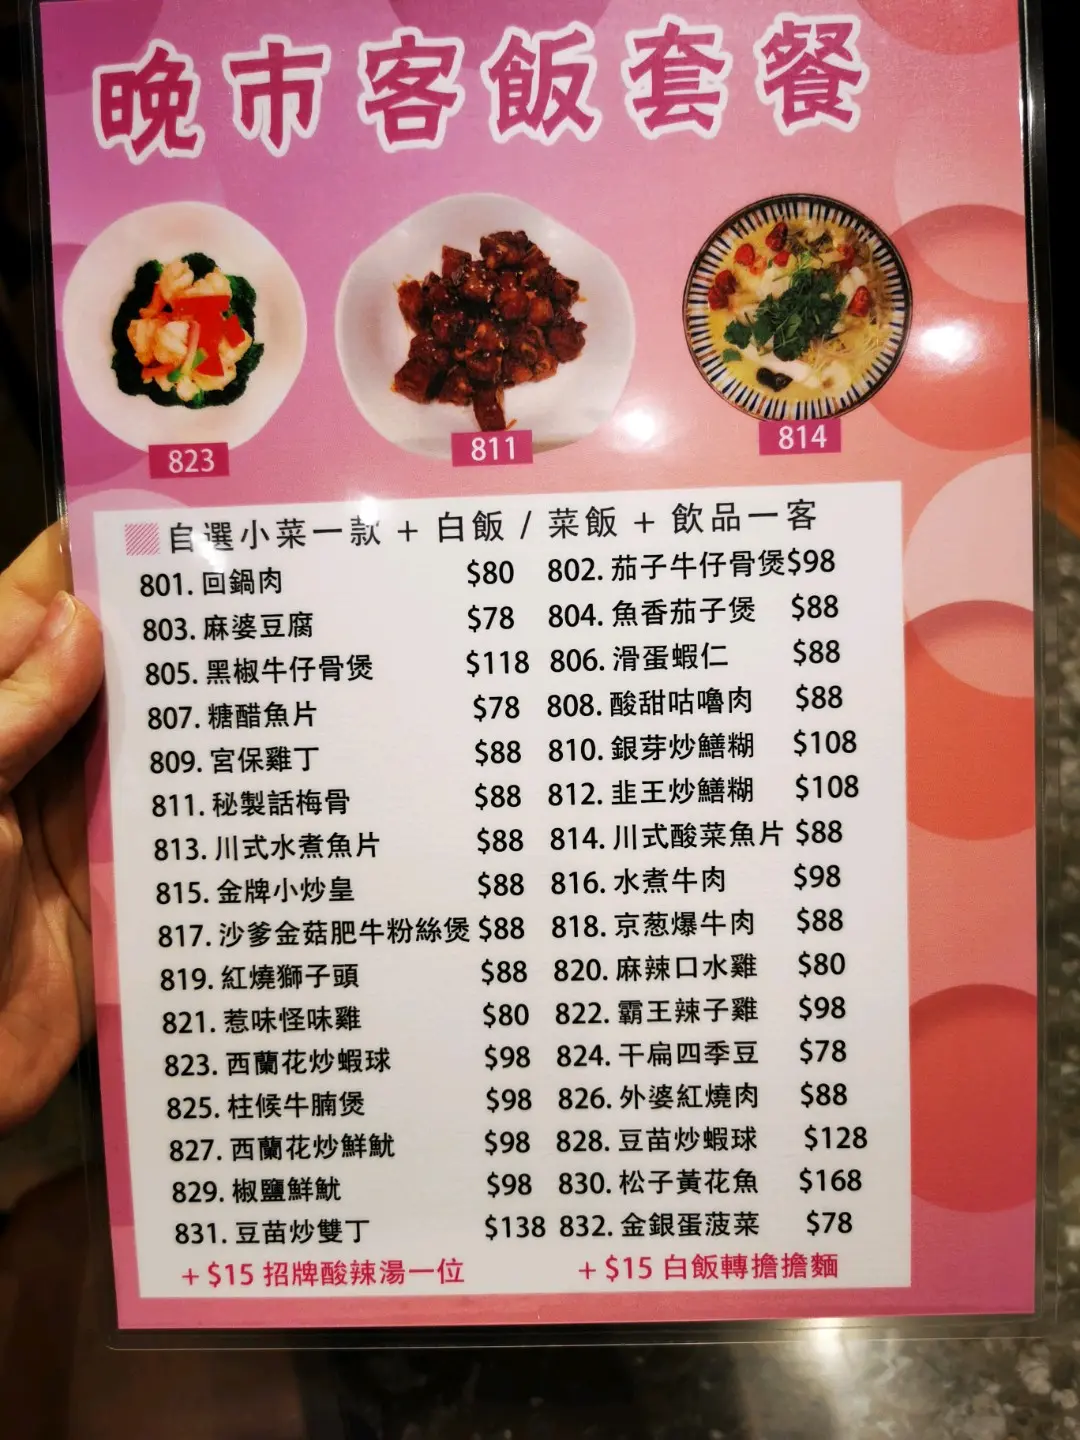 晚市客飯套餐
823
811
814
自選小菜一款 + 白飯 / 菜飯 + 飲品一客
801. 回鍋肉 $80 802. 茄子牛仔骨煲 $98
803. 麻婆豆腐 $78 804. 魚香茄子煲 $88
805. 黑椒牛仔骨煲 $118 806. 滑蛋蝦仁 $88
807. 糖醋魚片 $78 808. 酸甜咕嚕肉 $88
809. 宮保雞丁 $88 810. 銀芽炒鱔糊 $108
811. 秘製話梅骨 $88 812. 韭王炒鱔糊 $108
813. 川式水煮魚片 $88 814. 川式酸菜魚片 $88
815. 金牌小炒皇 $88 816. 水煮牛肉 $98
817. 沙爹金菇肥牛粉絲煲 $88 818. 京葱爆牛肉 $88
819. 紅燒獅子頭 $88 820. 麻辣口水雞 $80
821. 惹味怪味雞 $80 822. 霸王辣子雞 $98
823. 西蘭花炒蝦球 $98 824. 干扁四季豆 $78
825. 柱候牛腩煲 $98 826. 外婆紅燒肉 $88
827. 西蘭花炒鮮魷 $98 828. 豆苗炒蝦球 $128
829. 椒鹽鮮魷 $98 830. 松子黃花魚 $168
831. 豆苗炒雙丁 $138 832. 金銀蛋菠菜 $78
+ $15 招牌酸辣湯一位 + $15 白飯轉擔擔麵